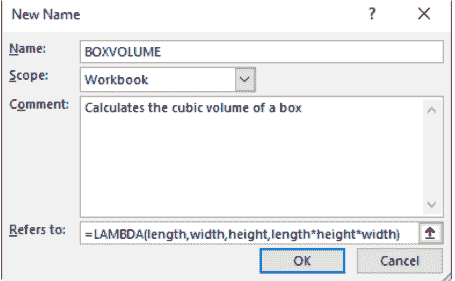 New Name
? X
Name: BOXVOLUME
Scope: Workbook
Comment: Calculates the cubic volume of a box
Refers to: =LAMBDA(length,width,height,length*height*width)
OK Cancel